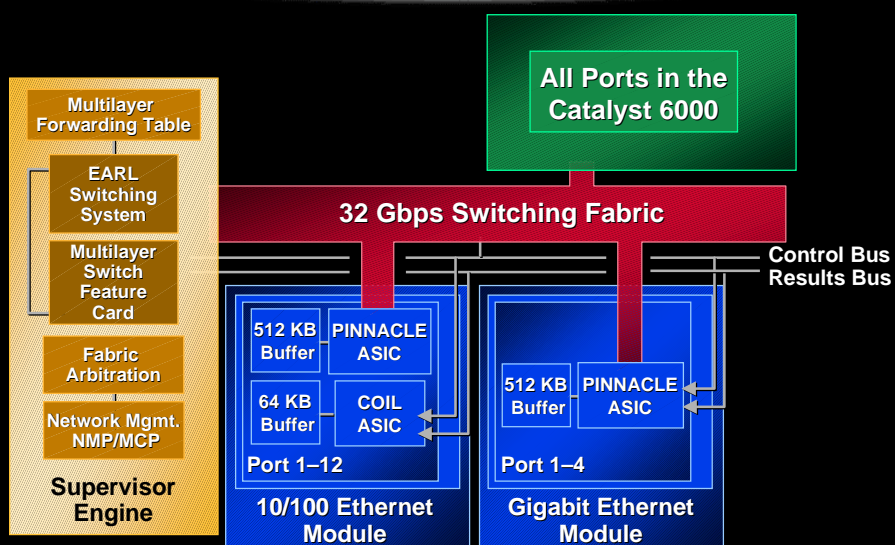 All Ports in the
Catalyst 6000
Multilayer
Forwarding Table
EARL
Switching
System
Multilayer
Switch
Feature
Card
Fabric
Arbitration
Network Mgmt.
NMP/MCP
Supervisor
Engine
32 Gbps Switching Fabric
Control Bus
Results Bus
512 KB
Buffer
PINNACLE
ASIC
64 KB
Buffer
COIL
ASIC
Port 1–12
10/100 Ethernet
Module
512 KB
Buffer
PINNACLE
ASIC
Port 1–4
Gigabit Ethernet
Module